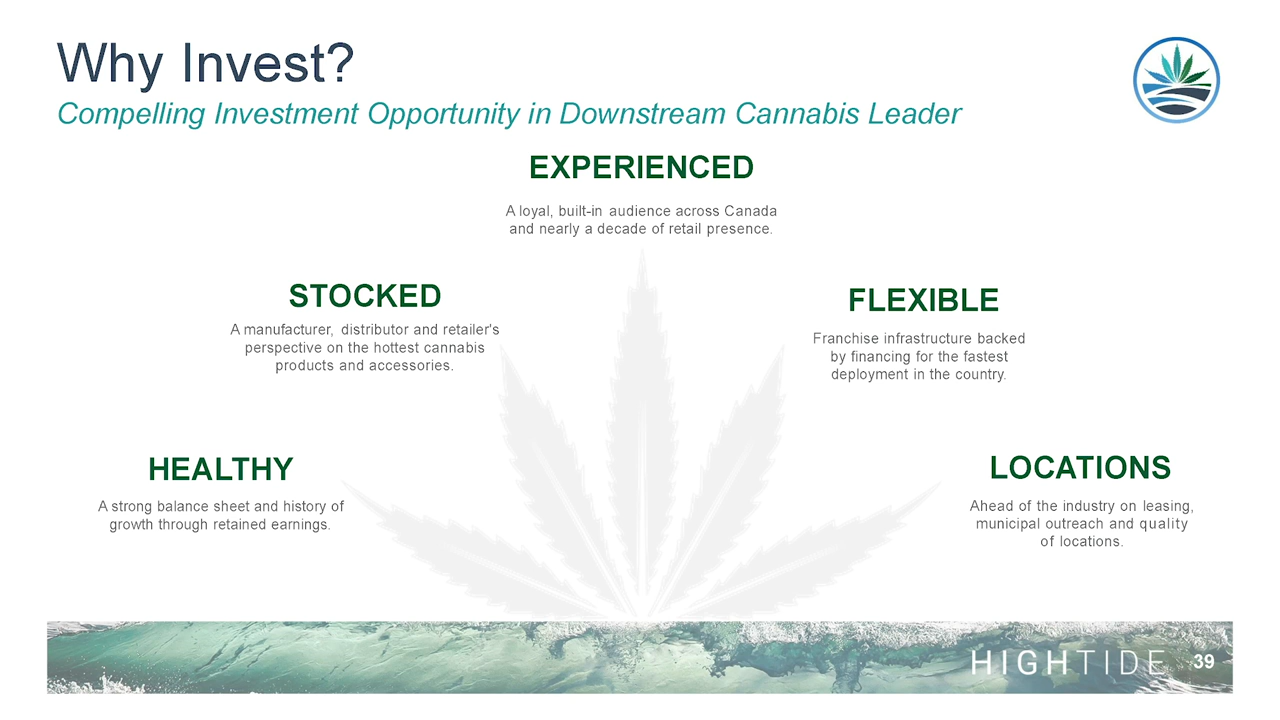 Why Invest?
Compelling Investment Opportunity in Downstream Cannabis Leader
EXPERIENCED
A loyal, built-in audience across Canada
and nearly a decade of retail presence.
STOCKED
A manufacturer, distributor and retailer's
perspective on the hottest cannabis
products and accessories.
FLEXIBLE
Franchise infrastructure backed
by financing for the fastest
deployment in the country.
HEALTHY
A strong balance sheet and history of
growth through retained earnings.
LOCATIONS
Ahead of the industry on leasing,
municipal outreach and quality
of locations.
HIGHTIDE
39